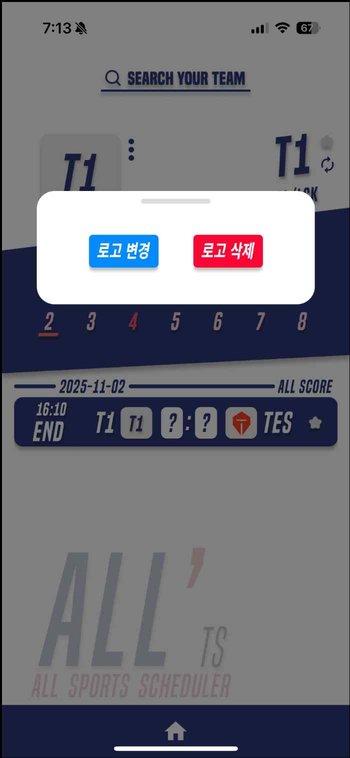 7:13
67
SEARCH YOUR TEAM
T1
T1
로고 변경
로고 삭제
2 3 4 5 6 7 8
2025-11-02
ALL SCORE
16:10
END
T1 T1 ? : ? TES
ALL'
TS
ALL SPORTS SCHEDULER